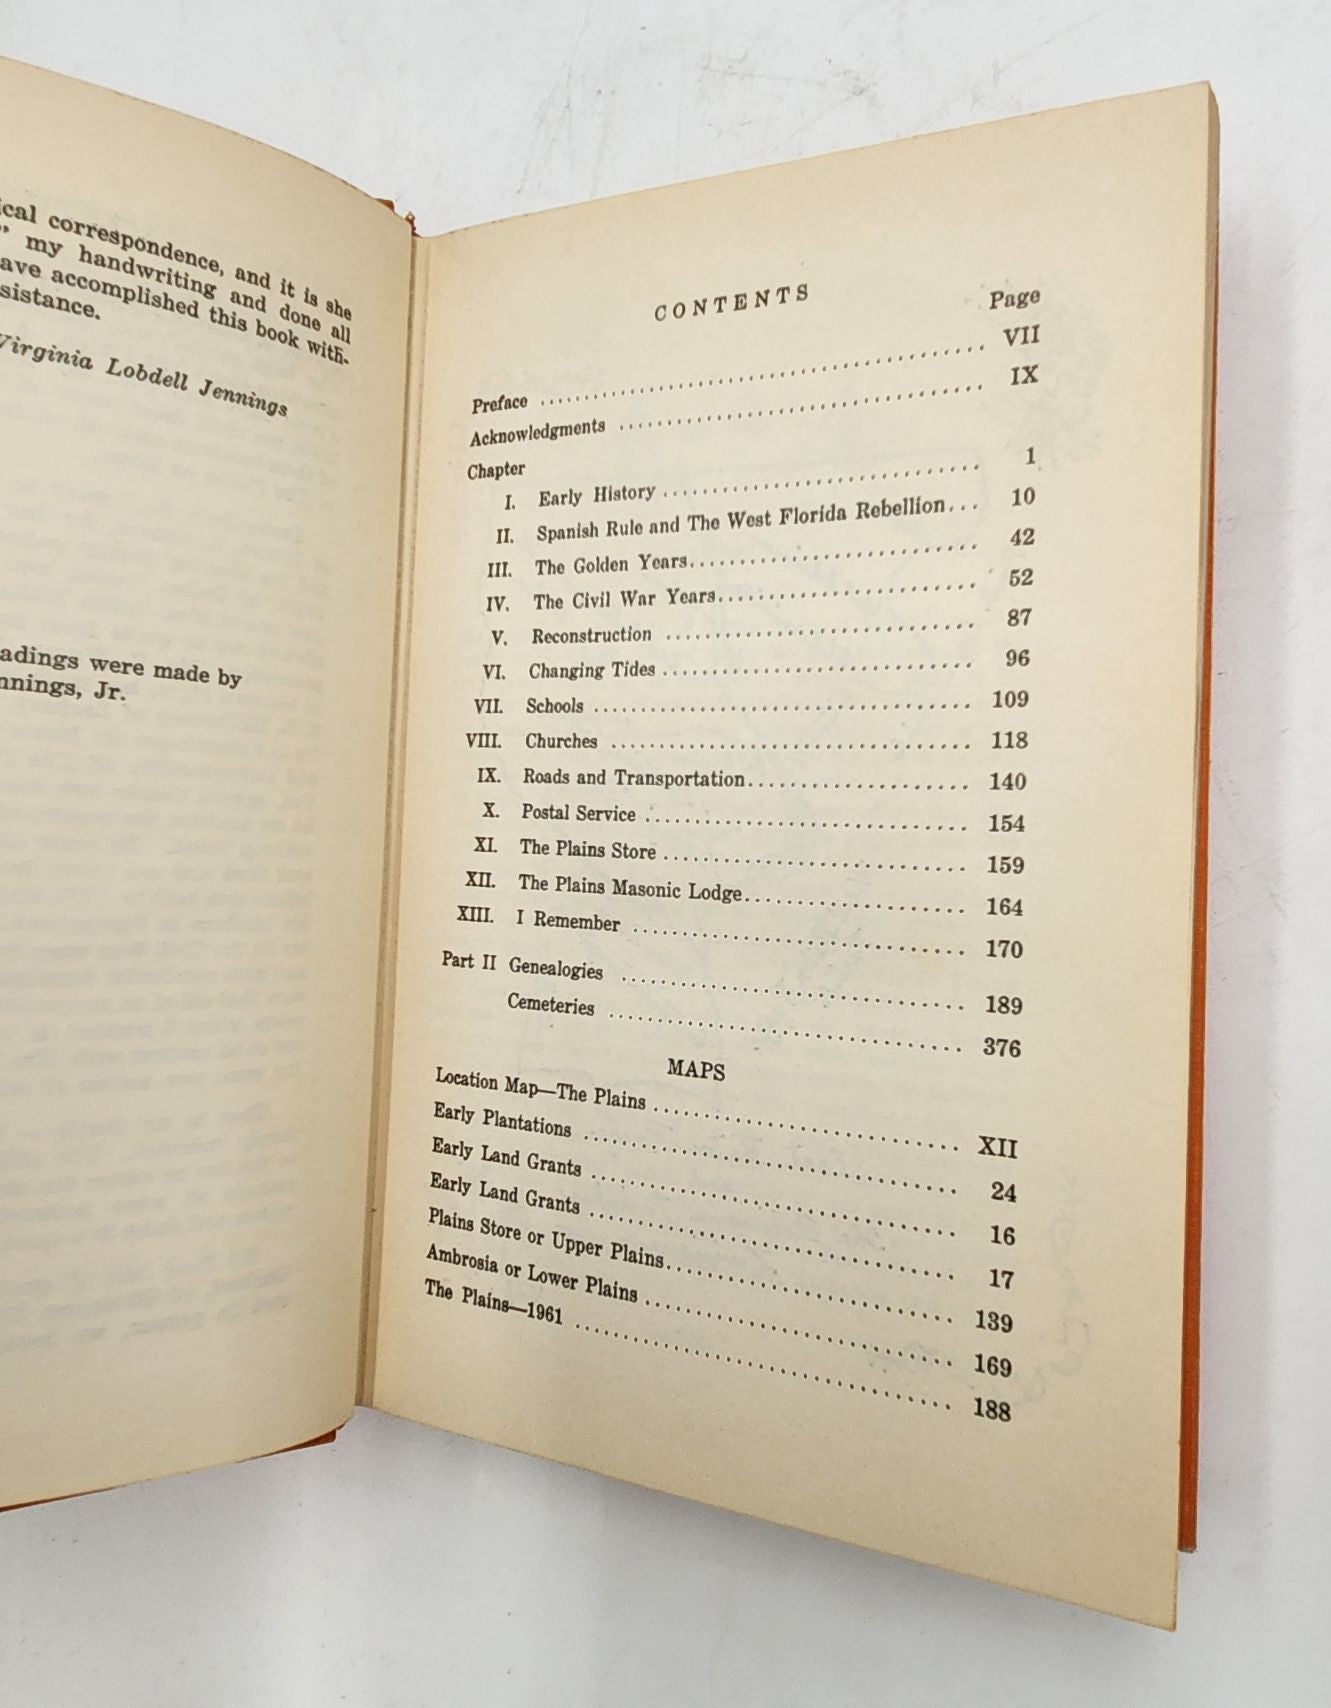 ical correspondence, and it is she
" my handwriting and done all
ave accomplished this book with-
sistance.
Virginia Lobdell Jennings
adings were made by
nnings, Jr.
CONTENTS
Page
Preface ........ VII
Acknowledgments ........ IX
Chapter
I. Early History ........ 1
II. Spanish Rule and The West Florida Rebellion... 10
III. The Golden Years........ 42
IV. The Civil War Years........ 52
V. Reconstruction ........ 87
VI. Changing Tides ........ 96
VII. Schools ........ 109
VIII. Churches ........ 118
IX. Roads and Transportation........ 140
X. Postal Service ........ 154
XI. The Plains Store ........ 159
XII. The Plains Masonic Lodge........ 164
XIII. I Remember ........ 170
Part II Genealogies ........ 189
Cemeteries ........ 376
MAPS
Location Map—The Plains ........ XII
Early Plantations ........ 24
Early Land Grants ........ 16
Early Land Grants ........ 17
Plains Store or Upper Plains........ 139
Ambrosia or Lower Plains ........ 169
The Plains—1961 ........ 188